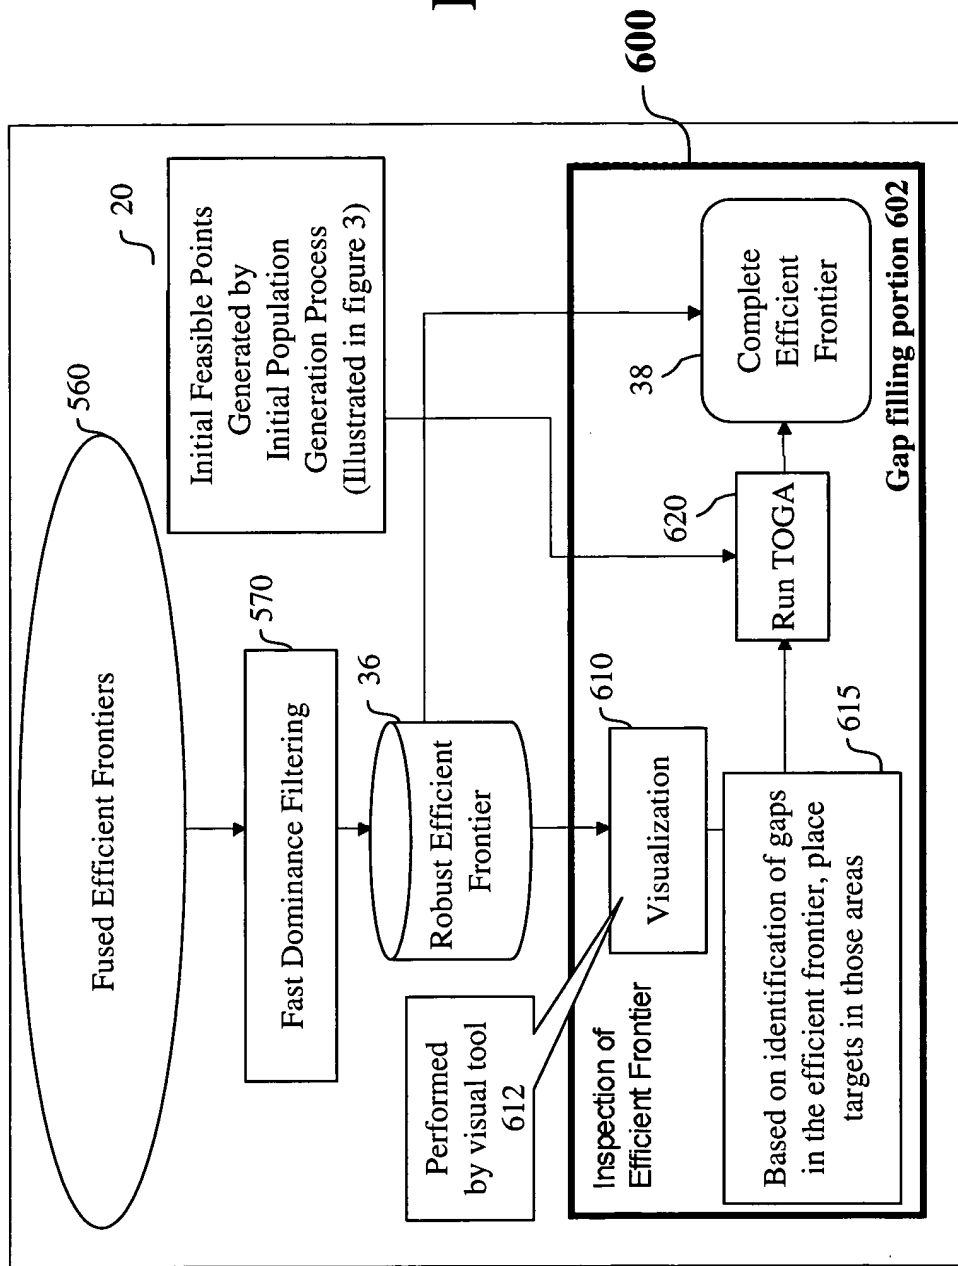 560
Fused Efficient Frontiers
20
Initial Feasible Points
Generated by
Initial Population
Generation Process
(Illustrated in figure 3)
570
Fast Dominance Filtering
36
Robust Efficient
Frontier
Performed
by visual tool
612
600
Inspection of
Efficient Frontier
610
Visualization
615
Based on identification of gaps
in the efficient frontier, place
targets in those areas
620
Run TOGA
38
Complete
Efficient
Frontier
Gap filling portion 602